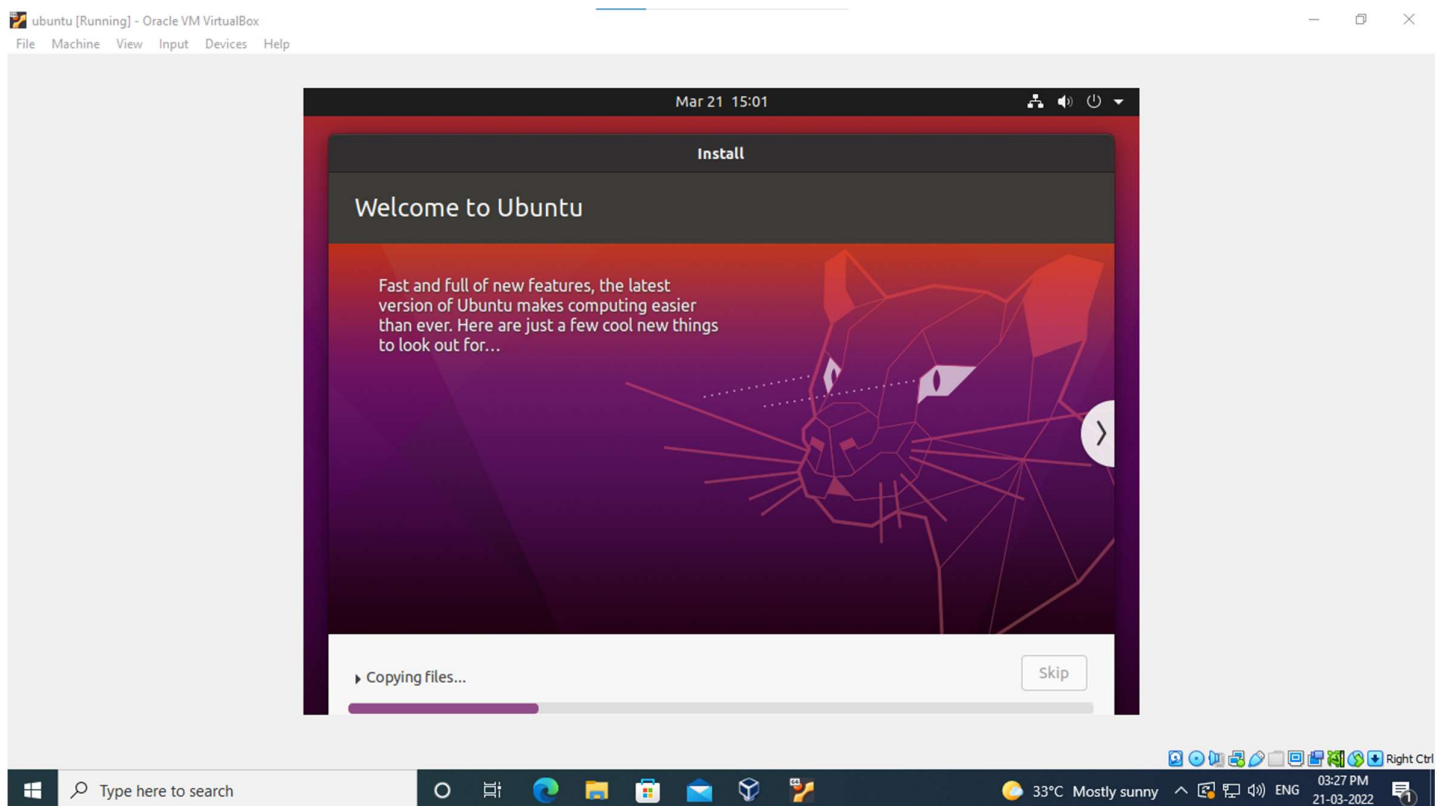 ubuntu [Running] - Oracle VM VirtualBox
File Machine View Input Devices Help
Mar 21 15:01
Install
Welcome to Ubuntu
Fast and full of new features, the latest
version of Ubuntu makes computing easier
than ever. Here are just a few cool new things
to look out for...
Copying files...
Skip
Right Ctrl
Type here to search
64
33°C Mostly sunny
ENG
03:27 PM
21-03-2022
1